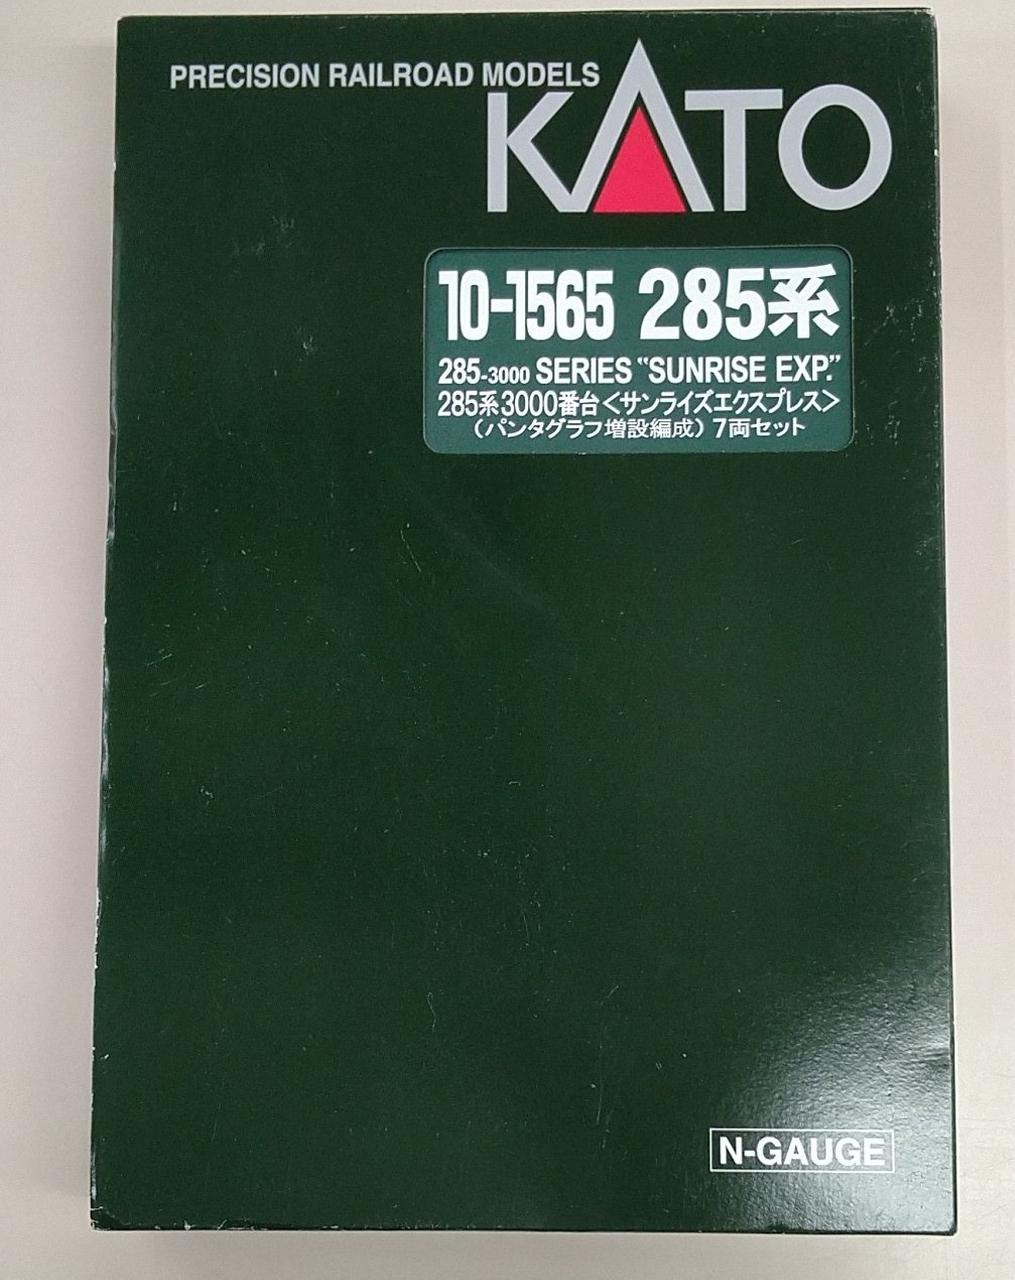 PRECISION RAILROAD MODELS
KATO
10-1565 285系
285-3000 SERIES "SUNRISE EXP."
285系3000番台<サンライズエクスプレス>
(パンタグラフ増設編成) 7両セット
N-GAUGE